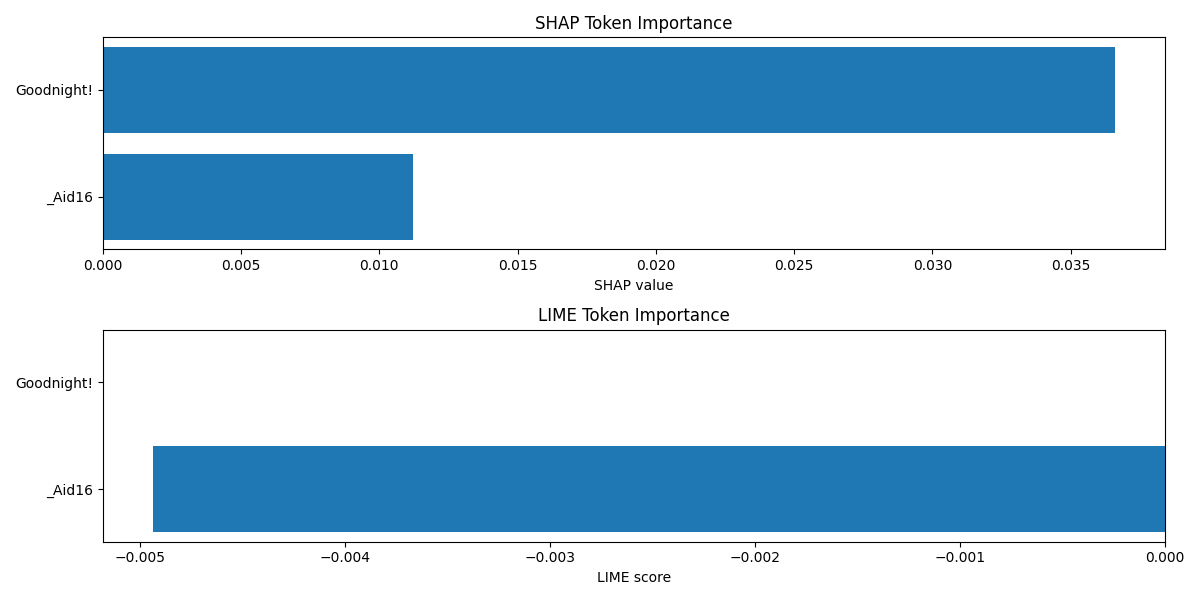 SHAP Token Importance
Goodnight!
_Aid16
0.000 0.005 0.010 0.015 0.020 0.025 0.030 0.035
SHAP value
LIME Token Importance
Goodnight!
_Aid16
−0.005 −0.004 −0.003 −0.002 −0.001 0.000
LIME score